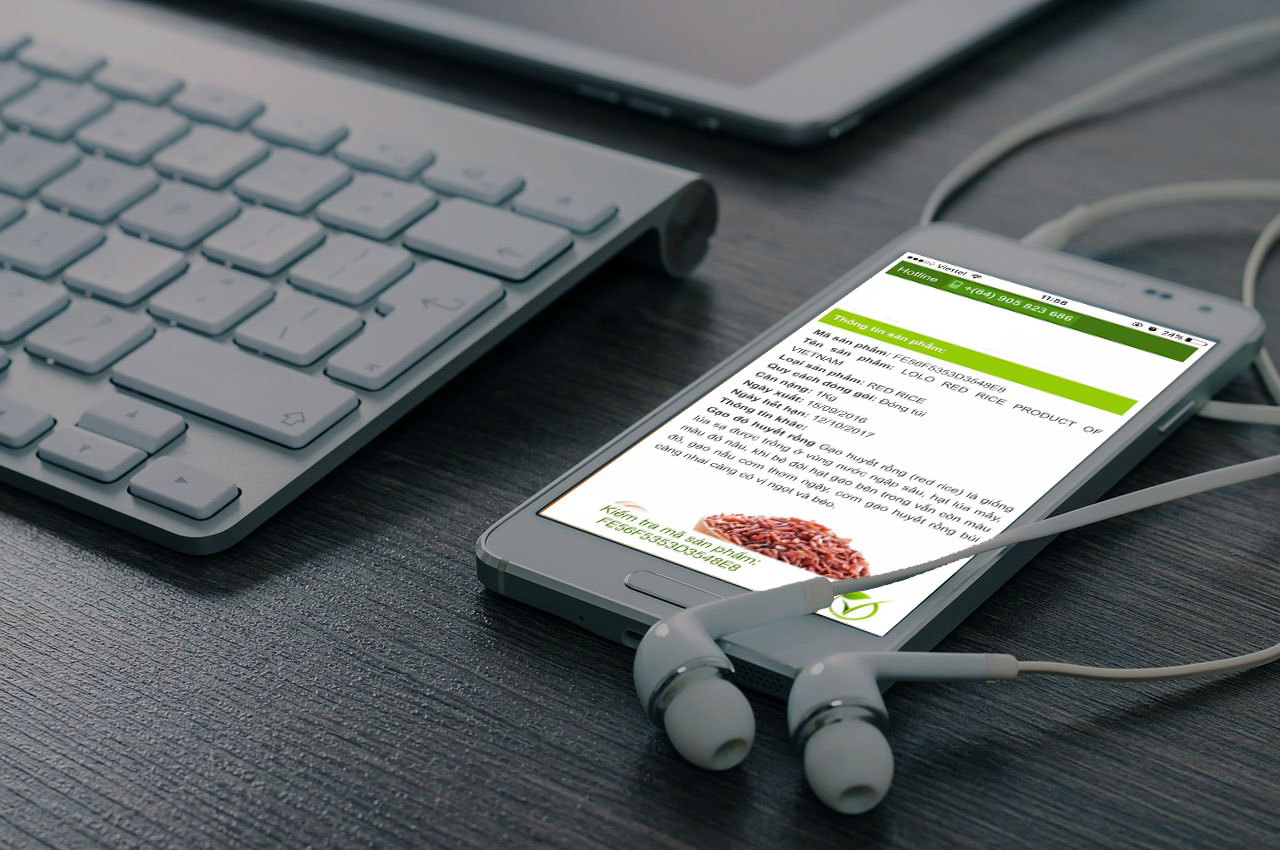 Viettel 11:56 24%
Hotline +(84) 905 823 686
Thông tin sản phẩm:
Mã sản phẩm: FE56F5353D3548E8
Tên sản phẩm: LOLO RED RICE PRODUCT OF
VIETNAM
Loại sản phẩm: RED RICE
Quy cách đóng gói: Đóng túi
Cân nặng: 1Kg
Ngày xuất: 15/09/2016
Ngày hết hạn: 12/10/2017
Thông tin khác:
Gạo đỏ huyết rồng Gạo huyết rồng (red rice) là giống
lúa sạ được trồng ở vùng nước ngập sâu, hạt lúa mẩy,
màu đỏ nâu, khi bẻ đôi hạt gạo bên trong vẫn còn màu
đỏ, gạo nấu cơm thơm ngậy, cơm gạo huyết rồng bùi
càng nhai càng có vị ngọt và béo.
Kiểm tra mã sản phẩm:
FE56F5353D3548E8